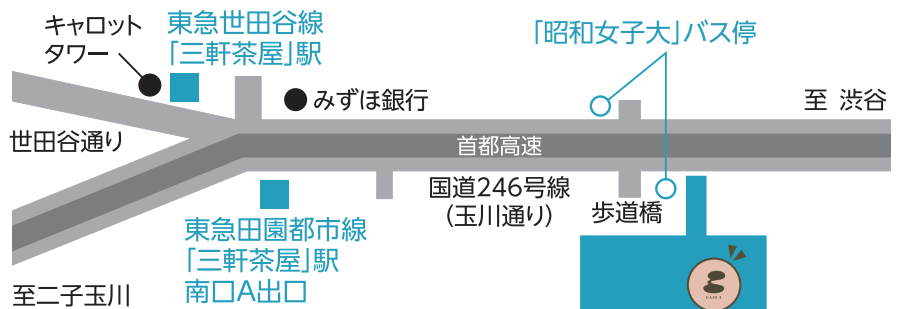 キャロット
タワー
東急世田谷線
「三軒茶屋」駅
「昭和女子大」バス停
みずほ銀行
至 渋谷
世田谷通り
首都高速
国道246号線
(玉川通り)
歩道橋
東急田園都市線
「三軒茶屋」駅
南口A出口
至二子玉川